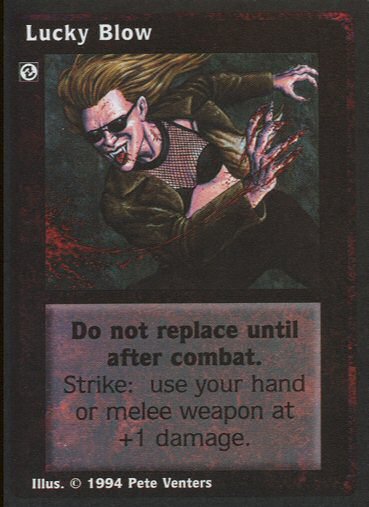 Lucky Blow
Do not replace until
after combat.
Strike: use your hand
or melee weapon at
+1 damage.
Illus. © 1994 Pete Venters